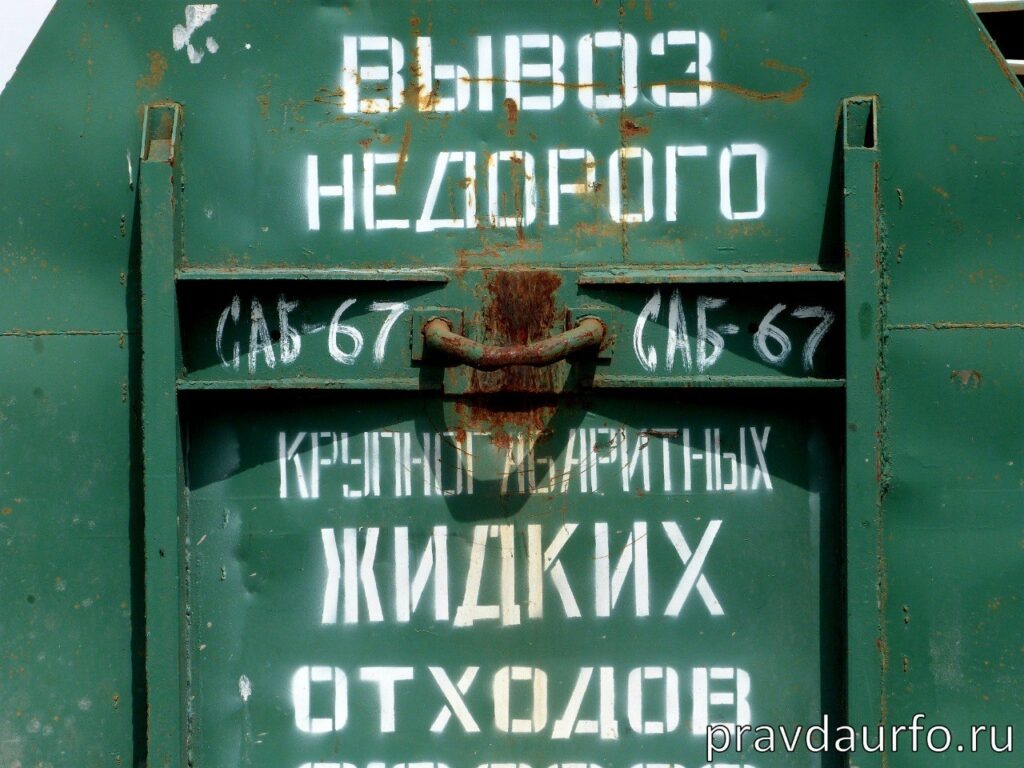 ВЫВОЗ
НЕДОРОГО
САБ-67 САБ-67
КРУПНОГАБАРИТНЫХ
ЖИДКИХ
ОТХОДОВ
pravdaurfo.ru